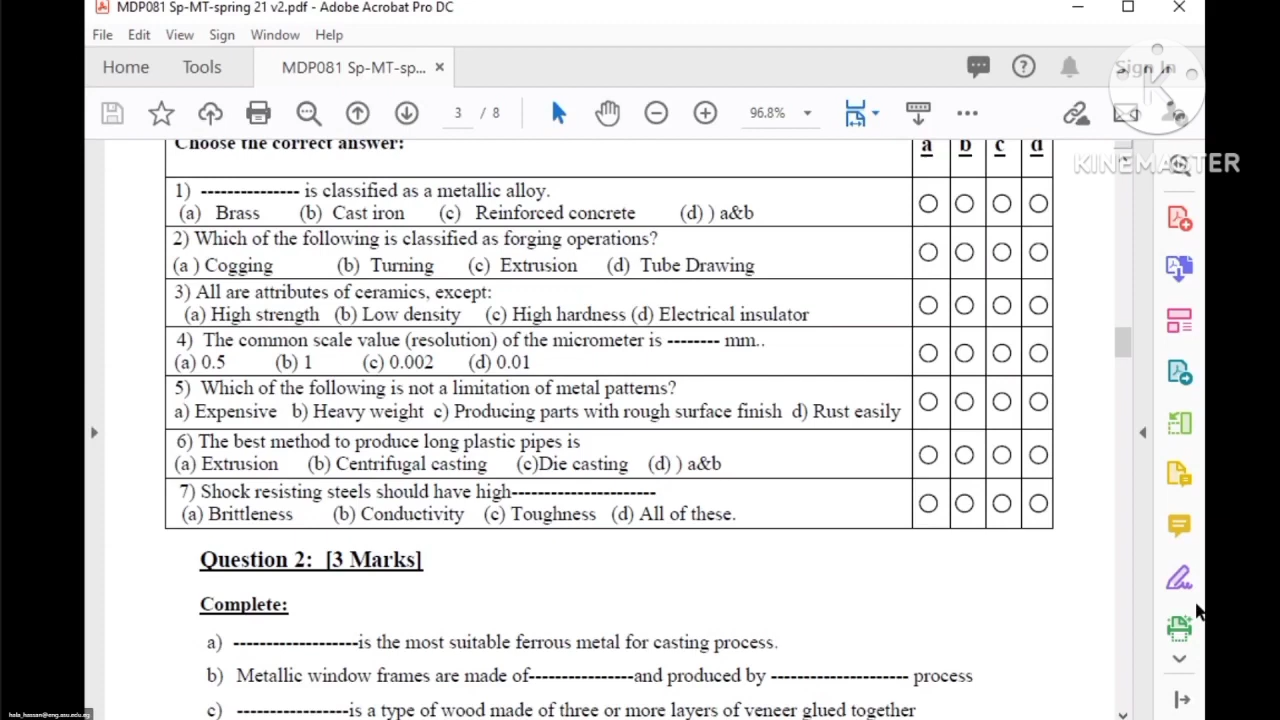 MDP081 Sp-MT-spring 21 v2.pdf - Adobe Acrobat Pro DC
File Edit View Sign Window Help
Home Tools MDP081 Sp-MT-sp... × Sign In
3 / 8 96.8%
K
KINEMASTER
Choose the correct answer: a b c d
1) --------------- is classified as a metallic alloy.
(a) Brass (b) Cast iron (c) Reinforced concrete (d) ) a&b
2) Which of the following is classified as forging operations?
(a ) Cogging (b) Turning (c) Extrusion (d) Tube Drawing
3) All are attributes of ceramics, except:
(a) High strength (b) Low density (c) High hardness (d) Electrical insulator
4) The common scale value (resolution) of the micrometer is -------- mm..
(a) 0.5 (b) 1 (c) 0.002 (d) 0.01
5) Which of the following is not a limitation of metal patterns?
a) Expensive b) Heavy weight c) Producing parts with rough surface finish d) Rust easily
6) The best method to produce long plastic pipes is
(a) Extrusion (b) Centrifugal casting (c)Die casting (d) ) a&b
7) Shock resisting steels should have high----------------------
(a) Brittleness (b) Conductivity (c) Toughness (d) All of these.
Question 2: [3 Marks]
Complete:
a) -------------------is the most suitable ferrous metal for casting process.
b) Metallic window frames are made of----------------and produced by --------------------- process
c) -----------------is a type of wood made of three or more layers of veneer glued together
hala_hassan@eng.asu.edu.eg